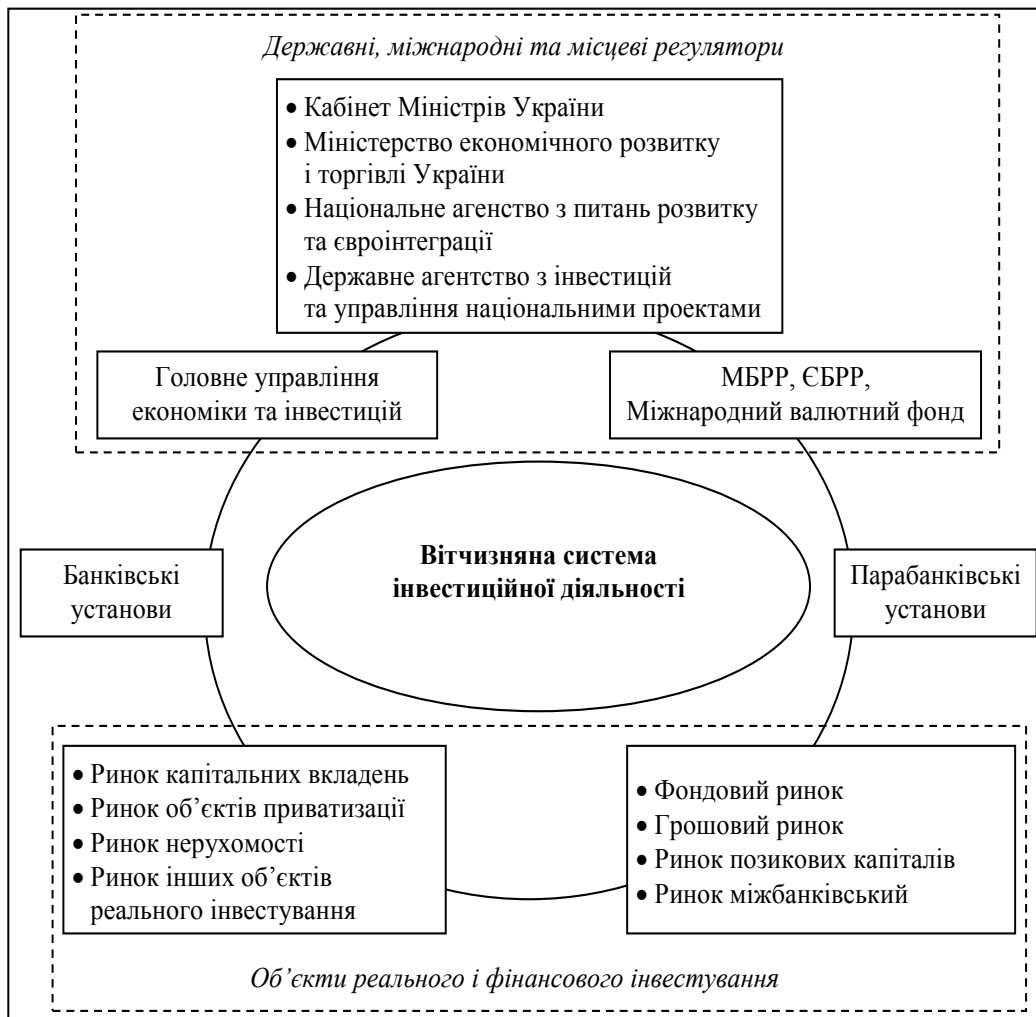 Державні, міжнародні та місцеві регулятори
• Кабінет Міністрів України
• Міністерство економічного розвитку
і торгівлі України
• Національне агенство з питань розвитку
та євроінтеграції
• Державне агентство з інвестицій
та управління національними проектами
Головне управління
економіки та інвестицій
МБРР, ЄБРР,
Міжнародний валютний фонд
Банківські
установи
Вітчизняна система
інвестиційної діяльності
Парабанківські
установи
• Ринок капітальних вкладень
• Ринок об’єктів приватизації
• Ринок нерухомості
• Ринок інших об’єктів
реального інвестування
• Фондовий ринок
• Грошовий ринок
• Ринок позикових капіталів
• Ринок міжбанківський
Об’єкти реального і фінансового інвестування